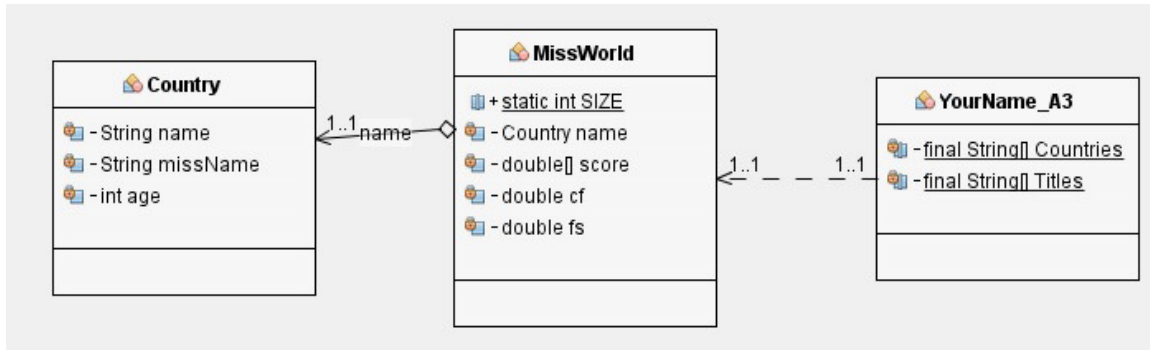 Country
- String name
- String missName
- int age
1..1 name
MissWorld
+ static int SIZE
- Country name
- double[] score
- double cf
- double fs
1..1 1..1
YourName_A3
- final String[] Countries
- final String[] Titles